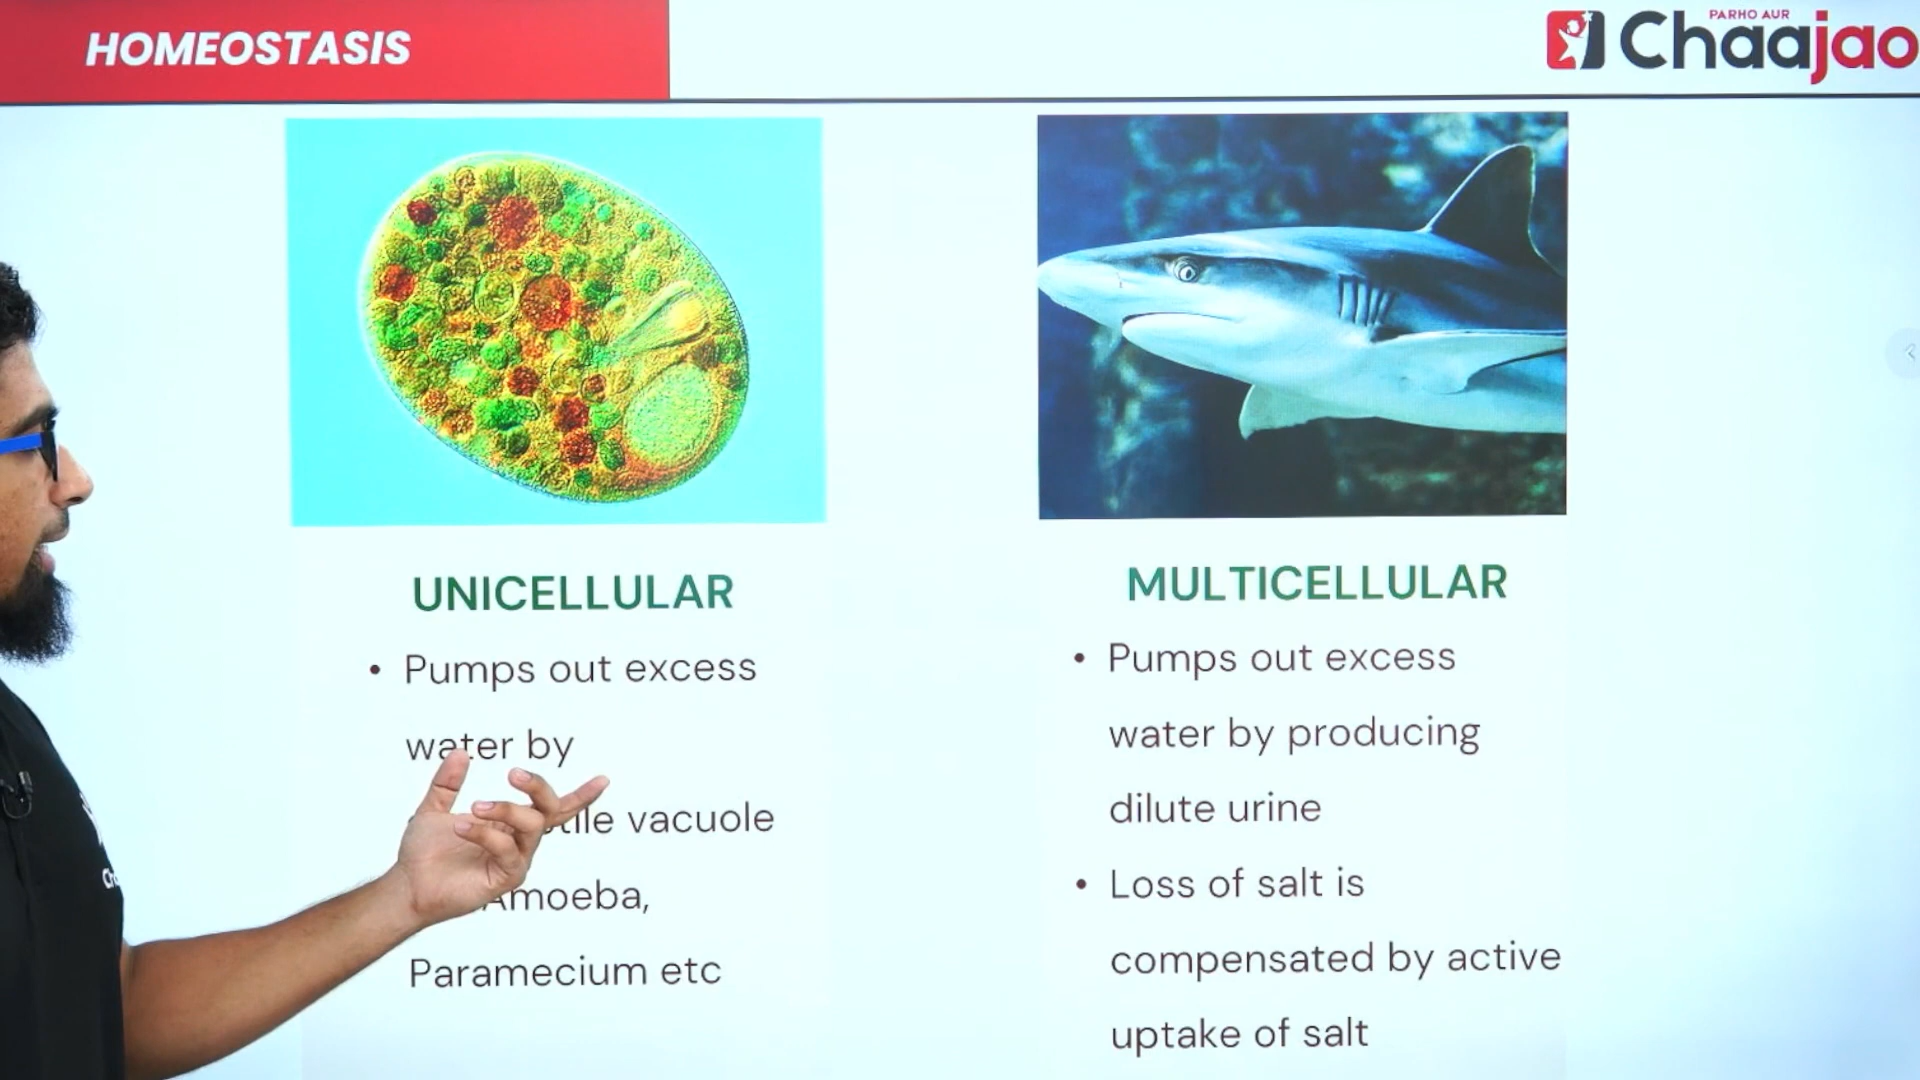 HOMEOSTASIS
PARHO AUR
Chaajao
UNICELLULAR
• Pumps out excess
water by
vacuole
Amoeba,
Paramecium etc
MULTICELLULAR
• Pumps out excess
water by producing
dilute urine
• Loss of salt is
compensated by active
uptake of salt